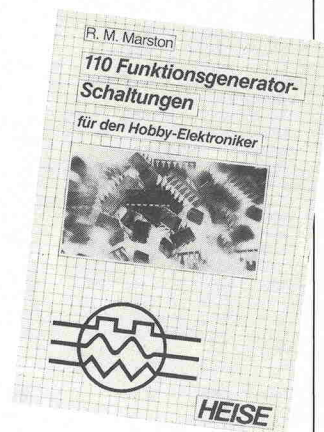 R. M. Marston
110 Funktionsgenerator-
Schaltungen
für den Hobby-Elektroniker
HEISE